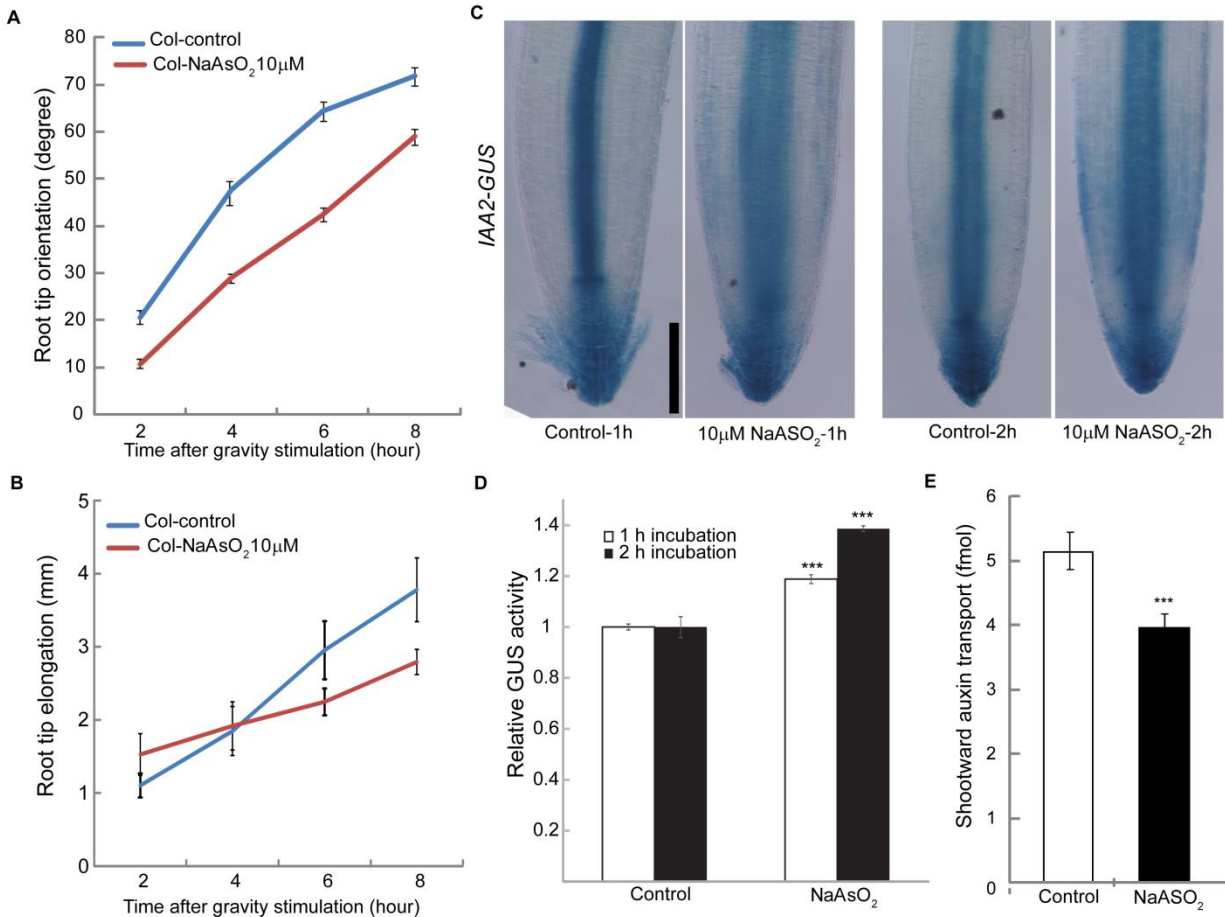 A
Col-control
Col-NaAsO₂10μM
80
70
60
50
40
30
20
10
0
Root tip orientation (degree)
2 4 6 8
Time after gravity stimulation (hour)
B
Col-control
Col-NaAsO₂10μM
5
4
3
2
1
0
Root tip elongation (mm)
2 4 6 8
Time after gravity stimulation (hour)
C
IAA2-GUS
Control-1h
10μM NaASO₂-1h
Control-2h
10μM NaASO₂-2h
D
1 h incubation
2 h incubation
***
***
1.4
1.2
1
0.8
0.6
0.4
0.2
Relative GUS activity
Control
NaAsO₂
E
6
5
4
3
2
1
0
Shootward auxin transport (fmol)
***
Control
NaASO₂